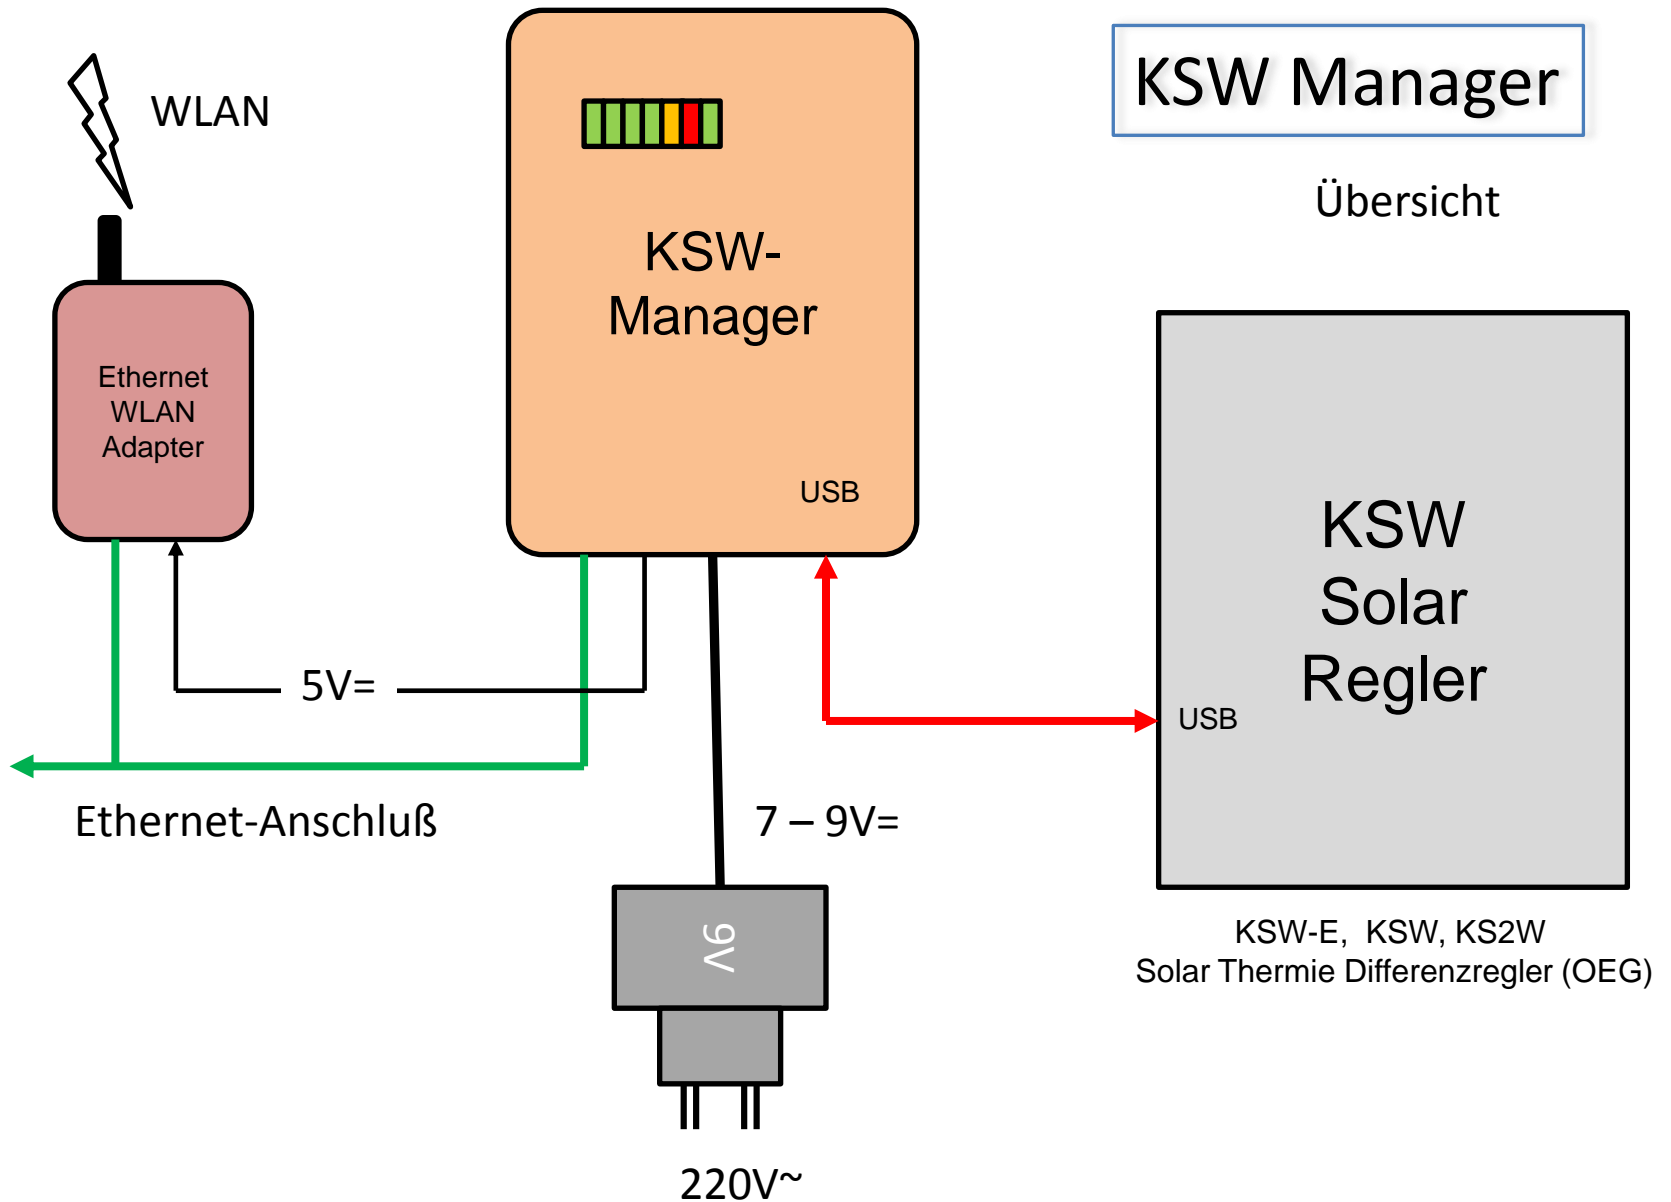 KSW Manager
Übersicht
WLAN
KSW-
Manager
USB
Ethernet
WLAN
Adapter
5V=
Ethernet-Anschluß
7 – 9V=
9V
220V~
KSW
Solar
Regler
USB
KSW-E,  KSW, KS2W
Solar Thermie Differenzregler (OEG)